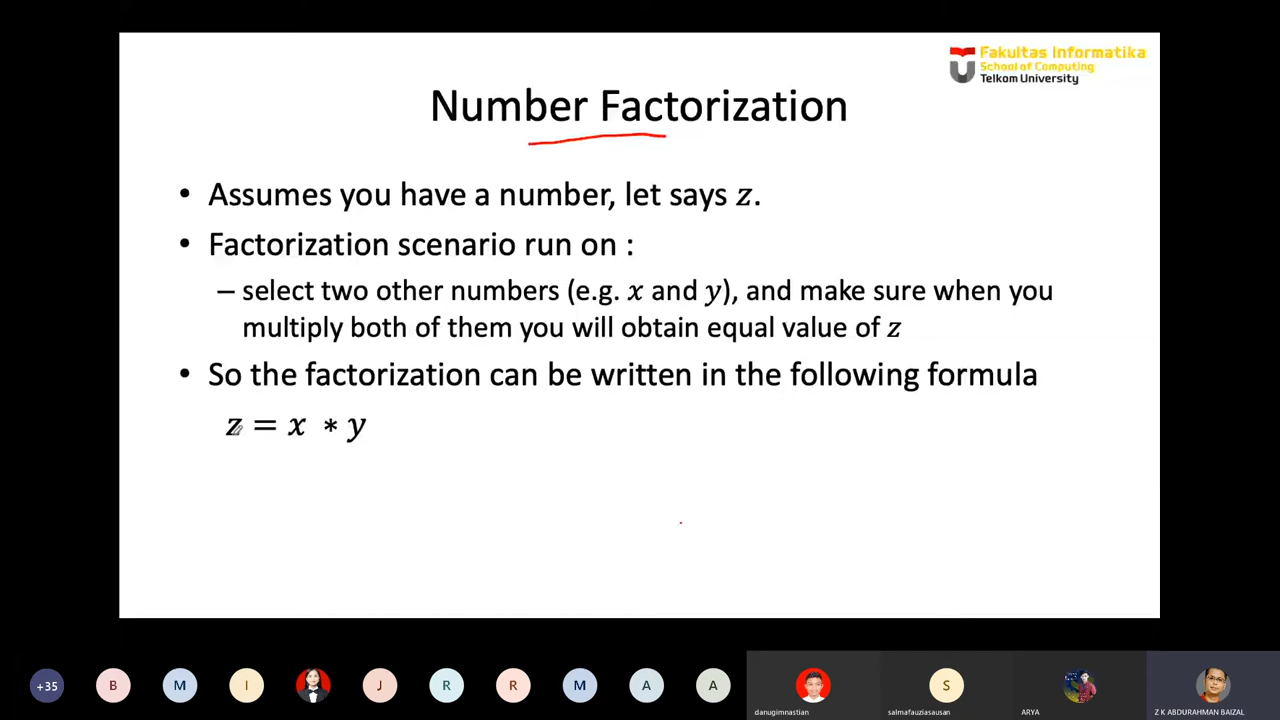 Fakultas Informatika
School of Computing
Telkom University
Number Factorization
• Assumes you have a number, let says z.
• Factorization scenario run on :
– select two other numbers (e.g. x and y), and make sure when you
multiply both of them you will obtain equal value of z
• So the factorization can be written in the following formula
z = x * y
+35 B M I J R R M A A S
danugimnastian salmafauziasausan ARYA Z K ABDURAHMAN BAIZAL